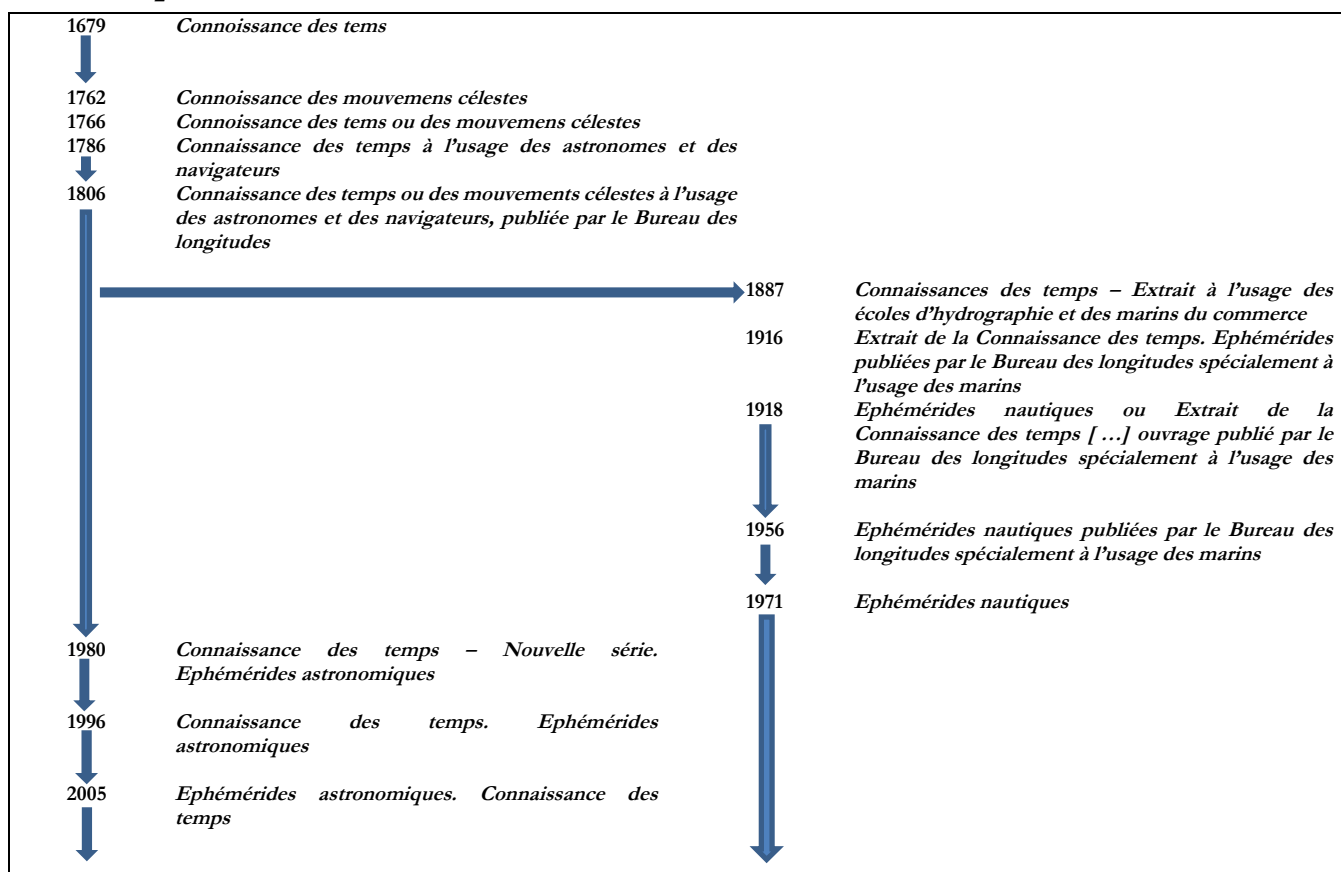 1679 Connoissance des tems
1762 Connoissance des mouvemens célestes
1766 Connoissance des tems ou des mouvemens célestes
1786 Connaissance des temps à l'usage des astronomes et des
navigateurs
1806 Connaissance des temps ou des mouvements célestes à l'usage
des astronomes et des navigateurs, publiée par le Bureau des
longitudes
1887 Connaissances des temps – Extrait à l'usage des
écoles d'hydrographie et des marins du commerce
1916 Extrait de la Connaissance des temps. Ephémérides
publiées par le Bureau des longitudes spécialement à
l'usage des marins
1918 Ephémérides nautiques ou Extrait de la
Connaissance des temps [ …] ouvrage publié par le
Bureau des longitudes spécialement à l'usage des
marins
1956 Ephémérides nautiques publiées par le Bureau des
longitudes spécialement à l'usage des marins
1971 Ephémérides nautiques
1980 Connaissance des temps – Nouvelle série.
Ephémérides astronomiques
1996 Connaissance des temps. Ephémérides
astronomiques
2005 Ephémérides astronomiques. Connaissance des
temps